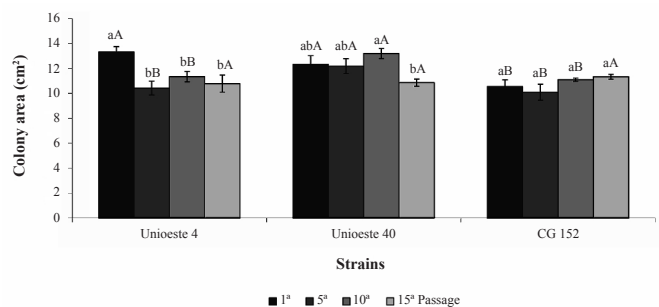 16
14
12
10
8
6
4
2
0
Colony area (cm²)
aA bB bB bA
abA abA aA bA
aB aB aB aA
Unioeste 4 Unioeste 40 CG 152
Strains
1ª 5ª 10ª 15ª Passage